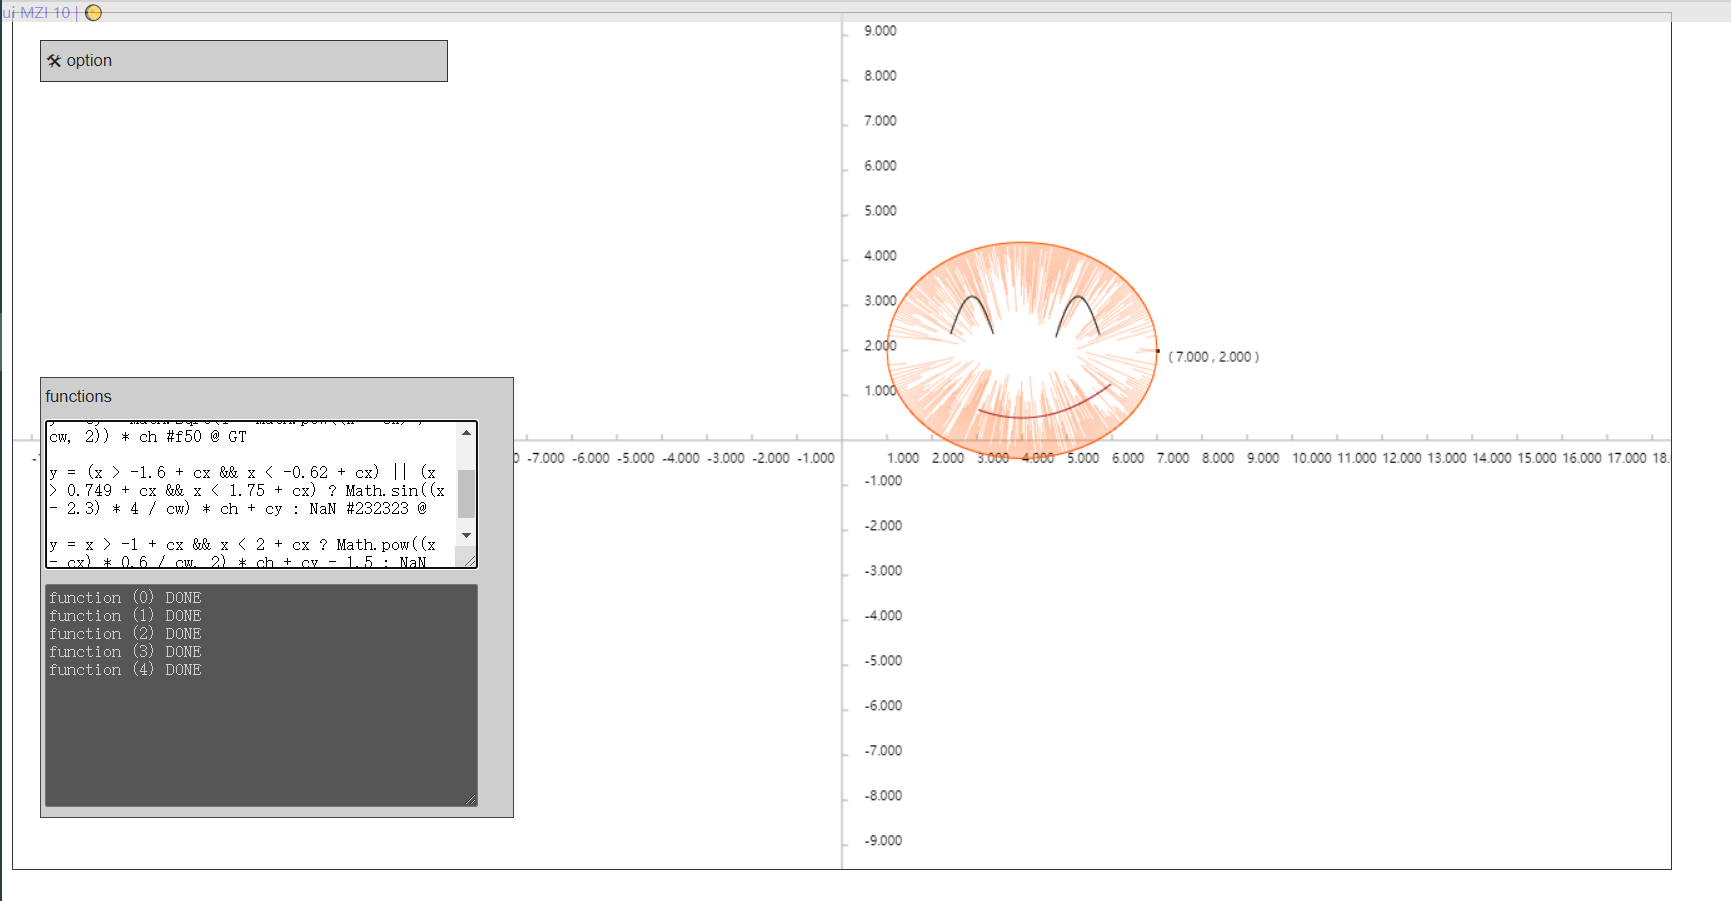 ui MZI 10 |
🛠 option
9.000
8.000
7.000
6.000
5.000
4.000
3.000
2.000
1.000
( 7.000 , 2.000 )
functions
cw, 2)) * ch #f50 @ GT
y = (x > -1.6 + cx && x < -0.62 + cx) || (x
> 0.749 + cx && x < 1.75 + cx) ? Math.sin((x
- 2.3) * 4 / cw) * ch + cy : NaN #232323 @
y = x > -1 + cx && x < 2 + cx ? Math.pow((x
- cx) * 0.6 / cw, 2) * ch + cy - 1.5 : NaN
function (0) DONE
function (1) DONE
function (2) DONE
function (3) DONE
function (4) DONE
-7.000 -6.000 -5.000 -4.000 -3.000 -2.000 -1.000 1.000 2.000 3.000 4.000 5.000 6.000 7.000 8.000 9.000 10.000 11.000 12.000 13.000 14.000 15.000 16.000 17.000 18.
-1.000
-2.000
-3.000
-4.000
-5.000
-6.000
-7.000
-8.000
-9.000